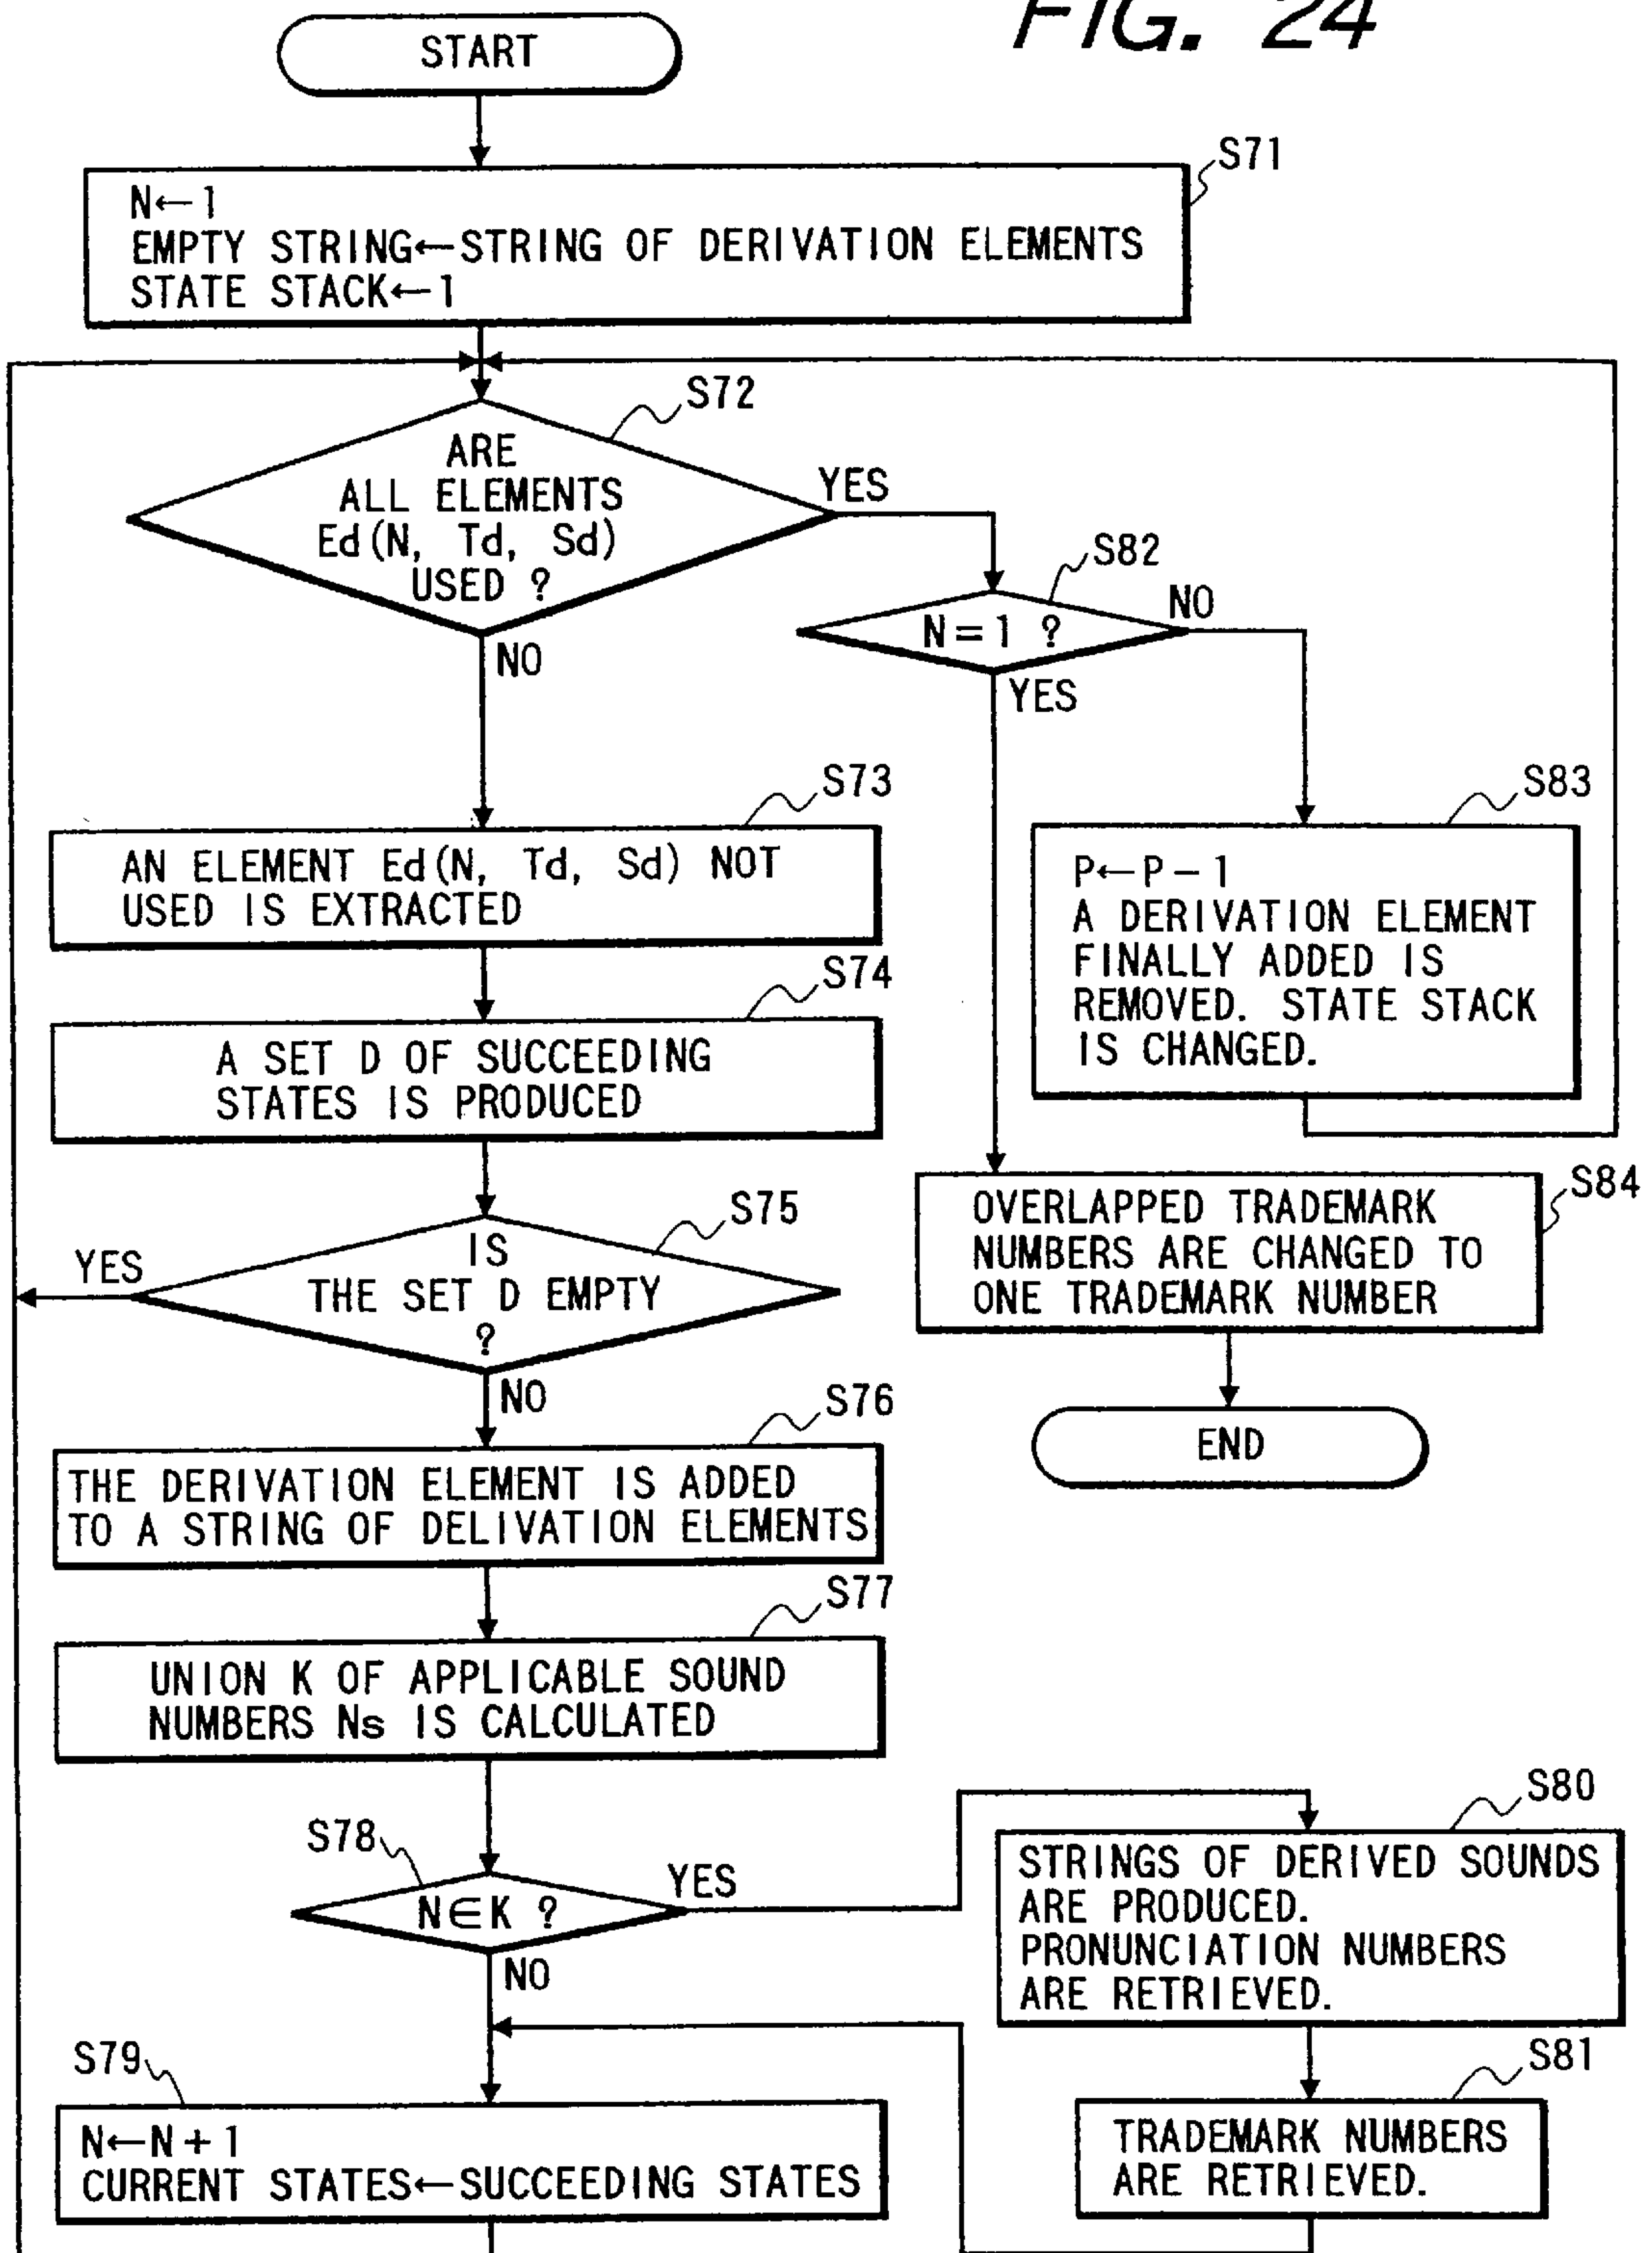 FIG. 24
START
S71
N←1
EMPTY STRING←STRING OF DERIVATION ELEMENTS
STATE STACK←1
S72
ARE
ALL ELEMENTS
Ed(N, Td, Sd)
USED ?
YES
NO
S82
N=1 ?
NO
YES
S73
AN ELEMENT Ed(N, Td, Sd) NOT
USED IS EXTRACTED
S83
P←P-1
A DERIVATION ELEMENT
FINALLY ADDED IS
REMOVED. STATE STACK
IS CHANGED.
S74
A SET D OF SUCCEEDING
STATES IS PRODUCED
S84
OVERLAPPED TRADEMARK
NUMBERS ARE CHANGED TO
ONE TRADEMARK NUMBER
S75
IS
THE SET D EMPTY
?
YES
NO
END
S76
THE DERIVATION ELEMENT IS ADDED
TO A STRING OF DELIVATION ELEMENTS
S77
UNION K OF APPLICABLE SOUND
NUMBERS Ns IS CALCULATED
S78
N∈K ?
YES
NO
S80
STRINGS OF DERIVED SOUNDS
ARE PRODUCED.
PRONUNCIATION NUMBERS
ARE RETRIEVED.
S79
N←N+1
CURRENT STATES←SUCCEEDING STATES
S81
TRADEMARK NUMBERS
ARE RETRIEVED.